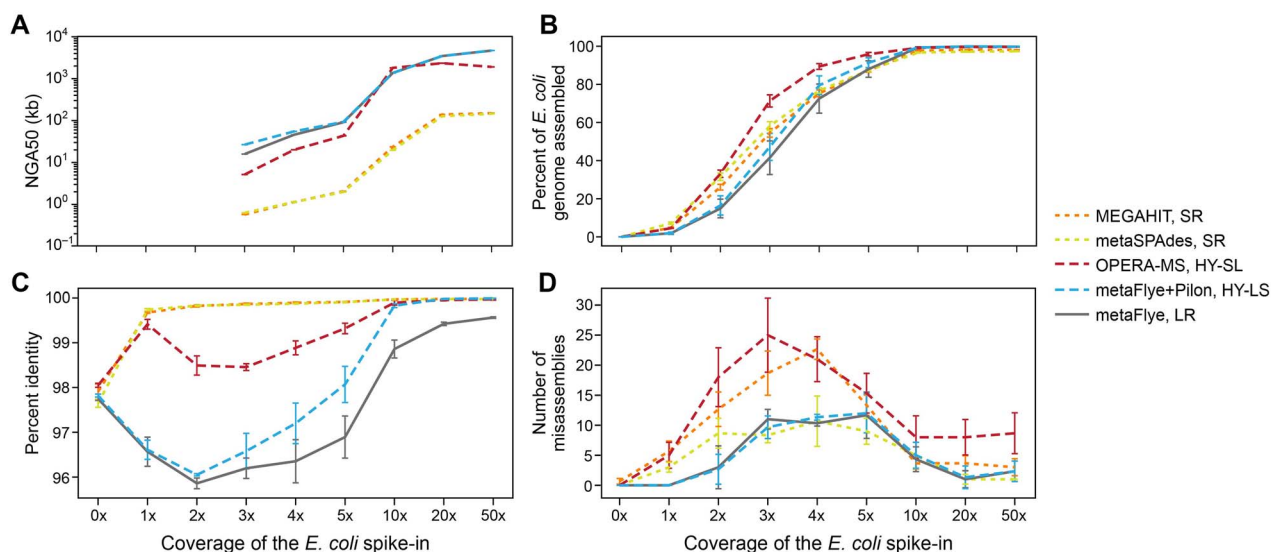 A
NGA50 (kb)
10⁴
10³
10²
10¹
10⁰
10⁻¹
B
Percent of E. coli
genome assembled
100
80
60
40
20
0
C
Percent identity
100
99
98
97
96
0x 1x 2x 3x 4x 5x 10x 20x 50x
Coverage of the E. coli spike-in
D
Number of
misassemblies
30
25
20
15
10
5
0
0x 1x 2x 3x 4x 5x 10x 20x 50x
Coverage of the E. coli spike-in
MEGAHIT, SR
metaSPAdes, SR
OPERA-MS, HY-SL
metaFlye+Pilon, HY-LS
metaFlye, LR